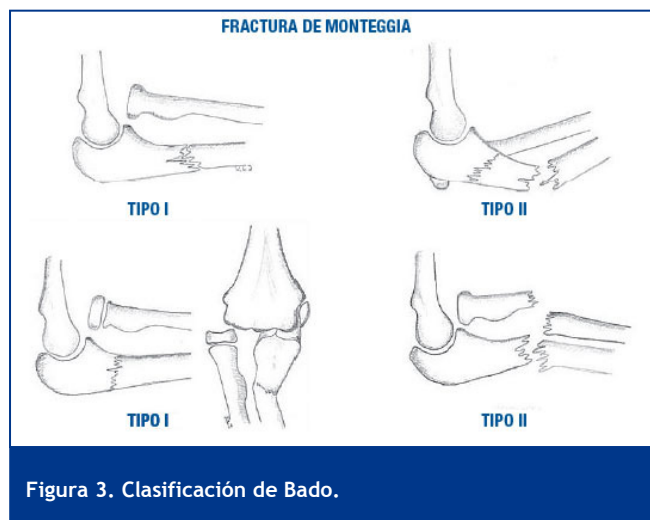 FRACTURA DE MONTEGGIA
TIPO I
TIPO II
TIPO I
TIPO II
Figura 3. Clasificación de Bado.